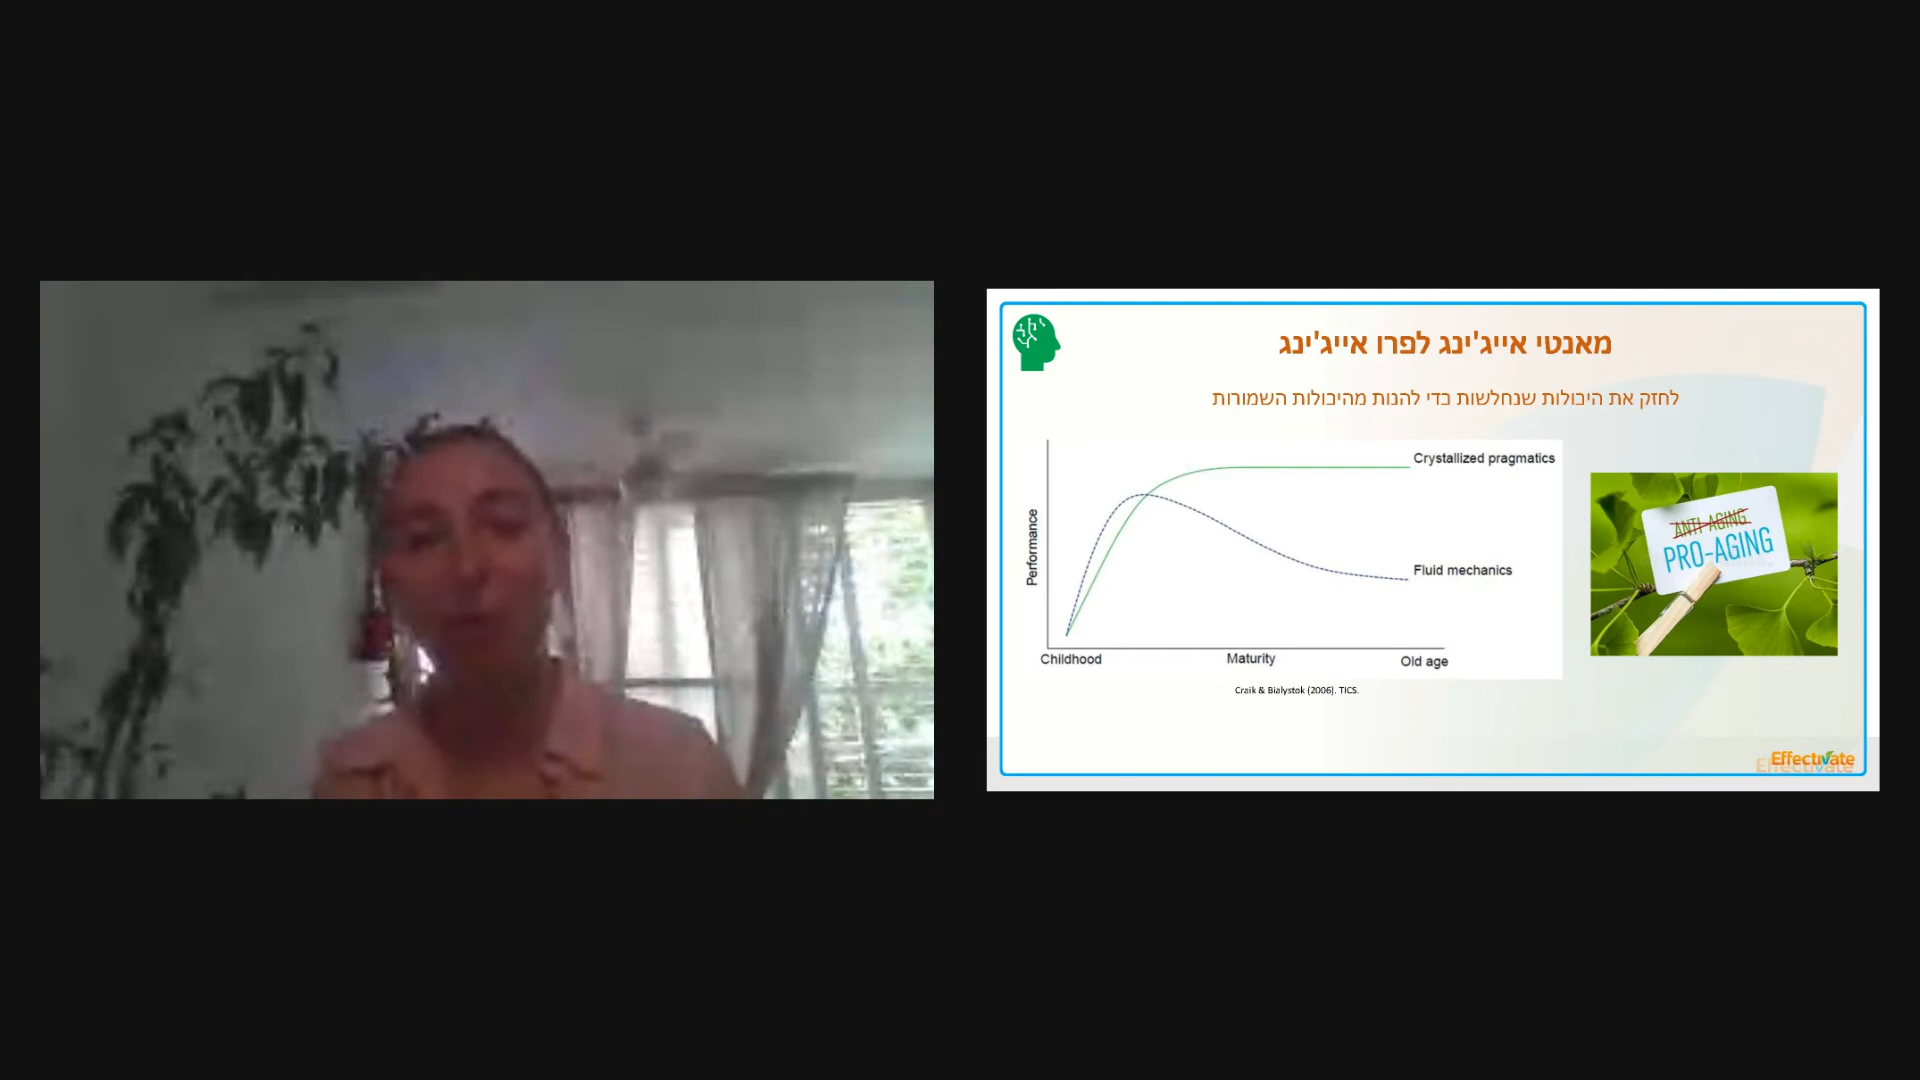 מאנטי אייג'ינג לפרו אייג'ינג
לחזק את היכולות שנחלשות כדי להנות מהיכולות השמורות
Crystallized pragmatics
Performance
Fluid mechanics
Childhood
Maturity
Old age
Craik & Bialystok (2006). TICS.
ANTI-AGING
PRO-AGING
Effectivate
Effectivate